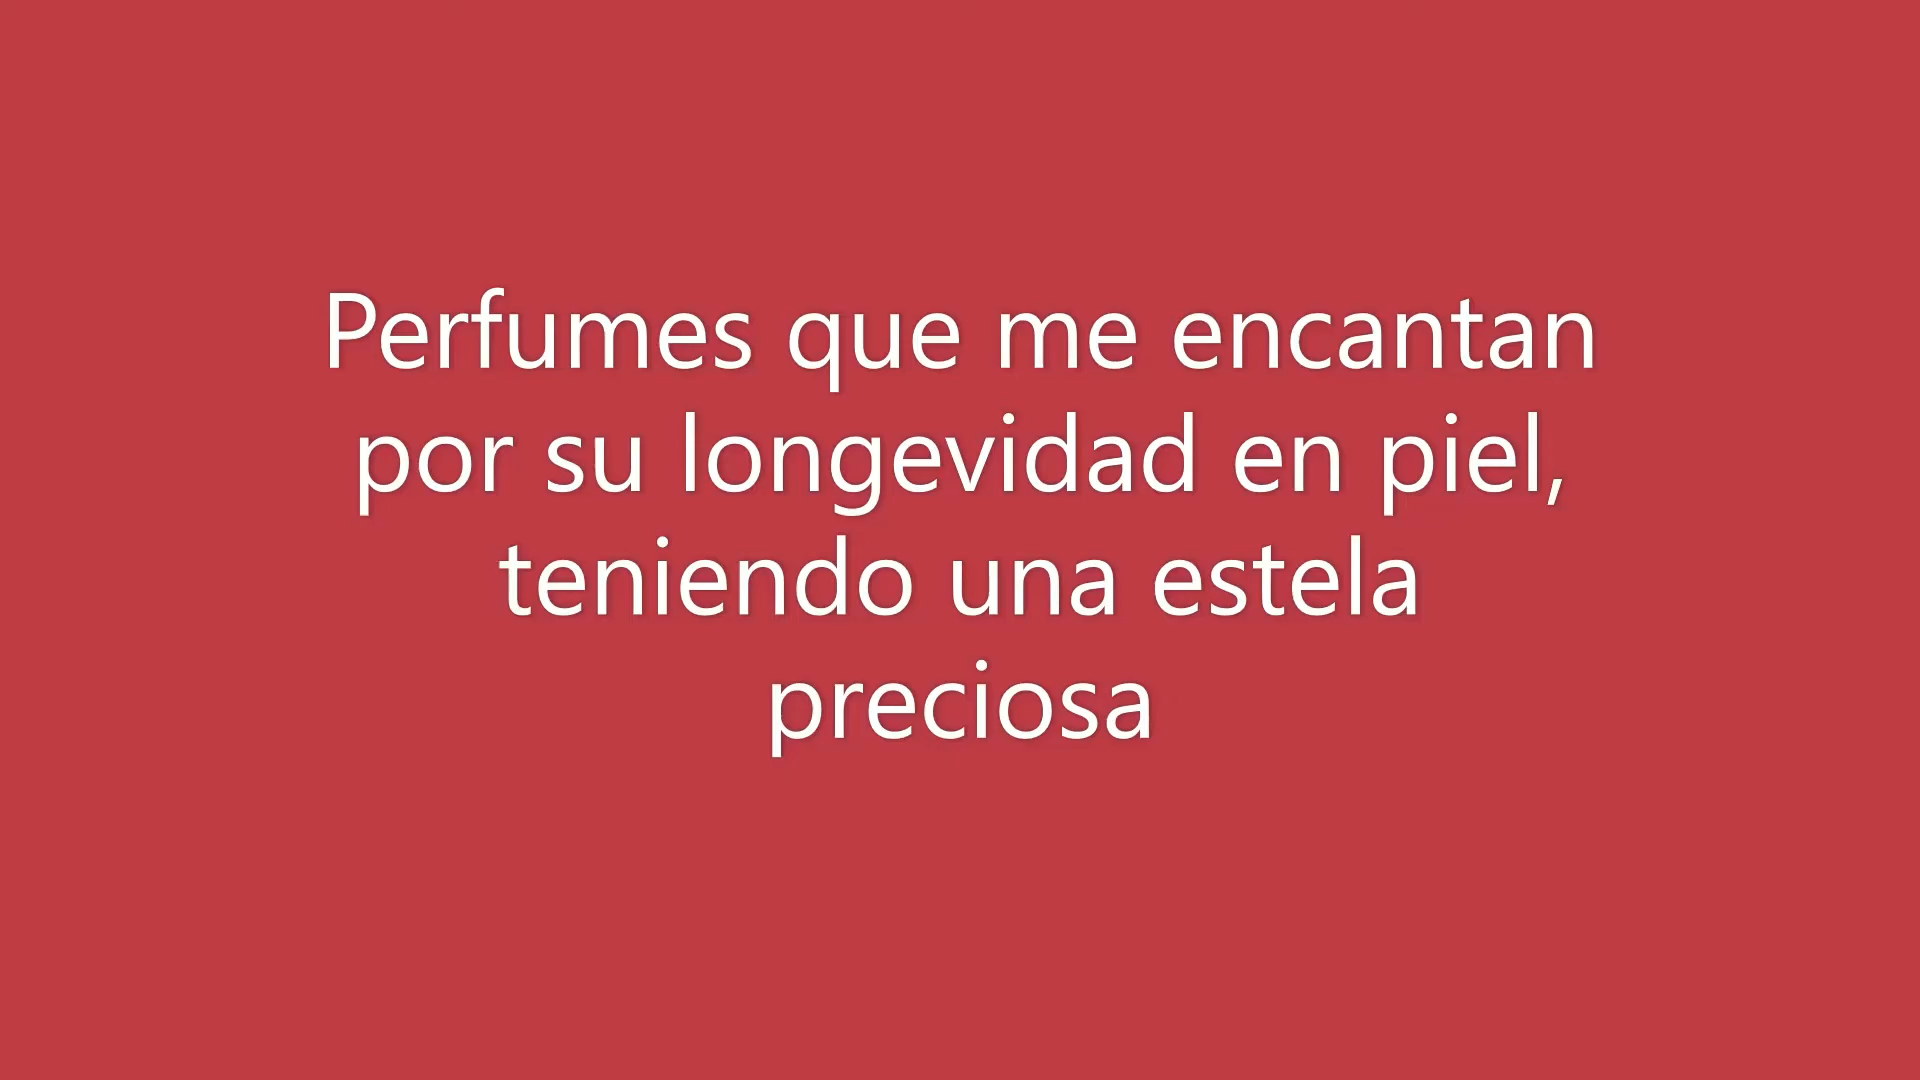 Perfumes que me encantan
por su longevidad en piel,
teniendo una estela
preciosa